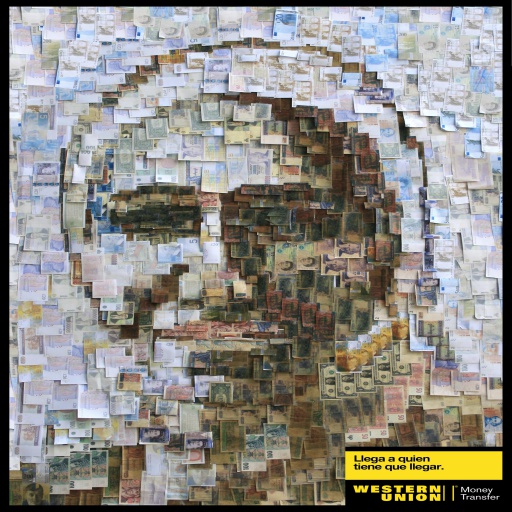 Llega a quien
tiene que llegar.
WESTERN UNION | Money Transfer